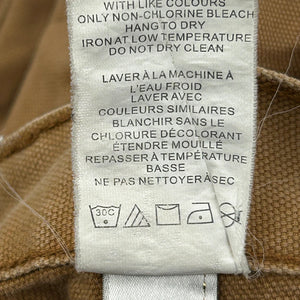 WITH LIKE COLOURS
ONLY NON-CHLORINE BLEACH
HANG TO DRY
IRON AT LOW TEMPERATURE
DO NOT DRY CLEAN
LAVER À LA MACHINE À
L'EAU FROID
LAVER AVEC
COULEURS SIMILAIRES
BLANCHIR SANS LE
CHLORURE DÉCOLORANT
ÉTENDRE MOUILLÉ
REPASSER À TEMPÉRATURE
BASSE
NE PAS NETTOYER À SEC
30C